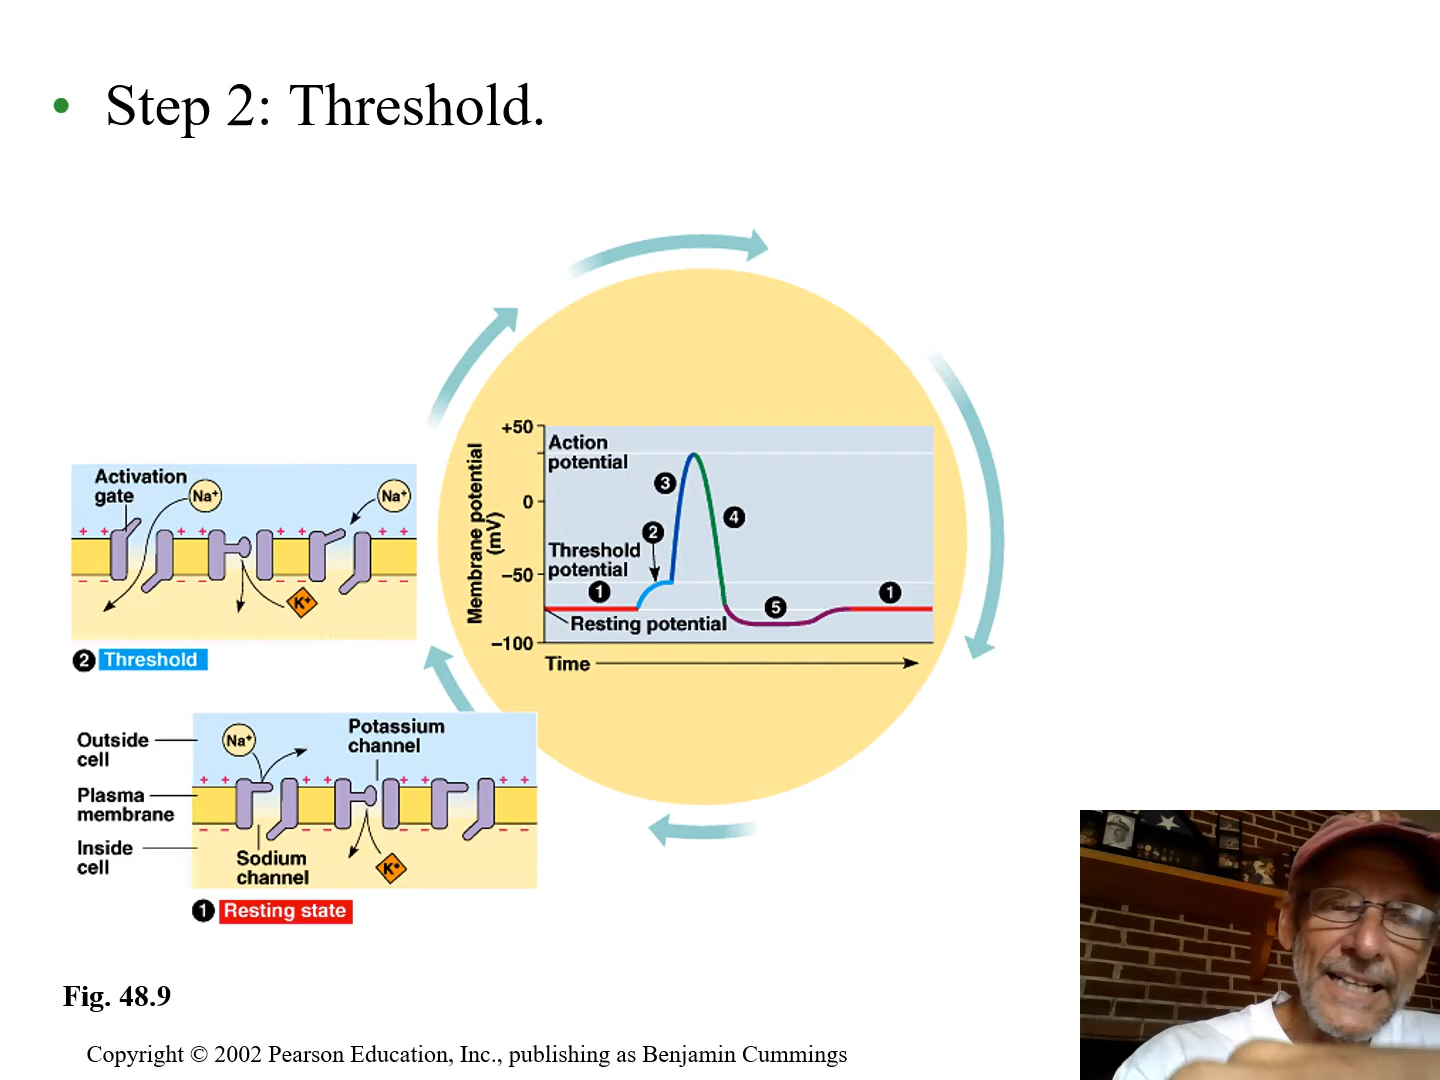 • Step 2: Threshold.
+50
Action
potential
Membrane potential
(mV)
3
0
4
2
Threshold
potential
−50
1
1
5
Resting potential
−100
Time
Activation
gate
Na+
Na+
+ + + + + + + +
− − − − − −
K+
2 Threshold
Outside
cell
Na+
Potassium
channel
+ + + + + + + +
Plasma
membrane
− − − − − −
Inside
cell
Sodium
channel
K+
1 Resting state
Fig. 48.9
Copyright © 2002 Pearson Education, Inc., publishing as Benjamin Cummings